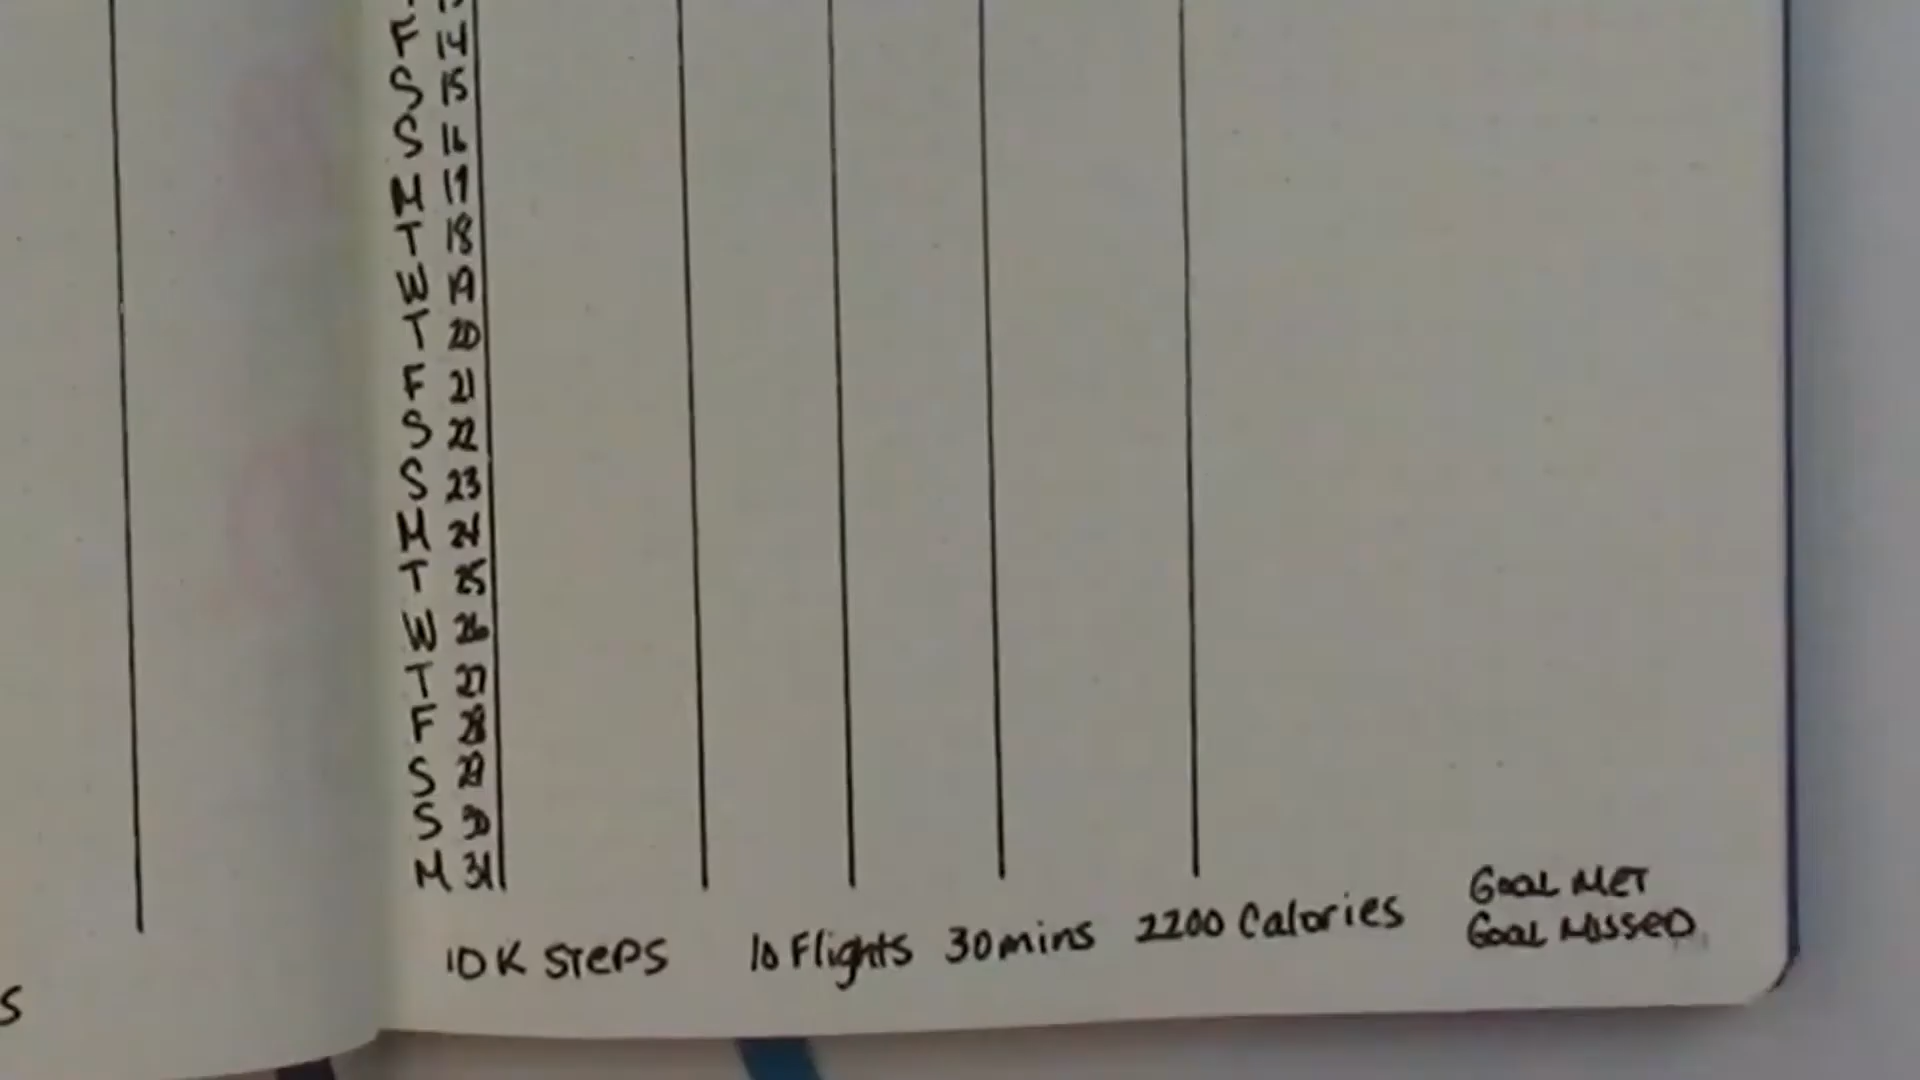 F 14
S 15
S 16
M 17
T 18
W 19
T 20
F 21
S 22
S 23
M 24
T 25
W 26
T 27
F 28
S 29
S 30
M 31
10K STEPS 10 Flights 30mins 2200 Calories
GOAL MET
GOAL MISSED
S